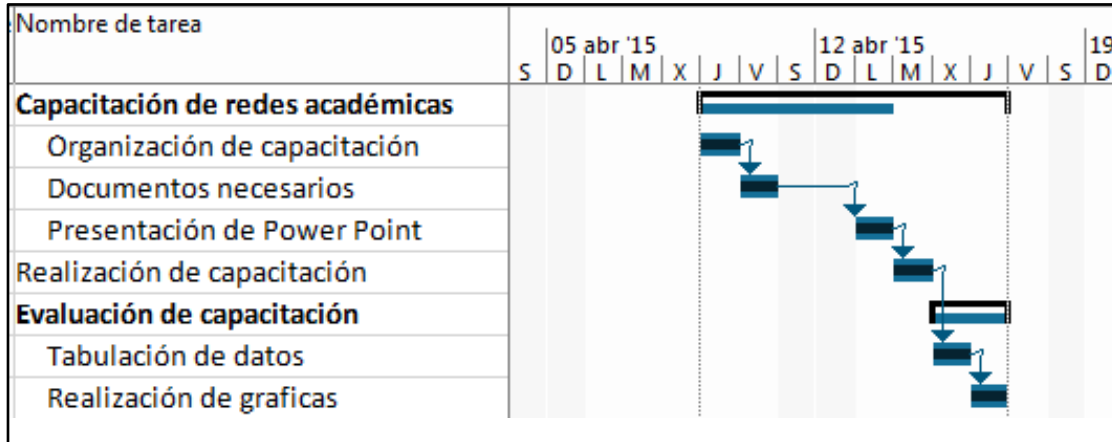 Nombre de tarea
05 abr '15 12 abr '15 19
S D L M X J V S D L M X J V S D
Capacitación de redes académicas
Organización de capacitación
Documentos necesarios
Presentación de Power Point
Realización de capacitación
Evaluación de capacitación
Tabulación de datos
Realización de graficas